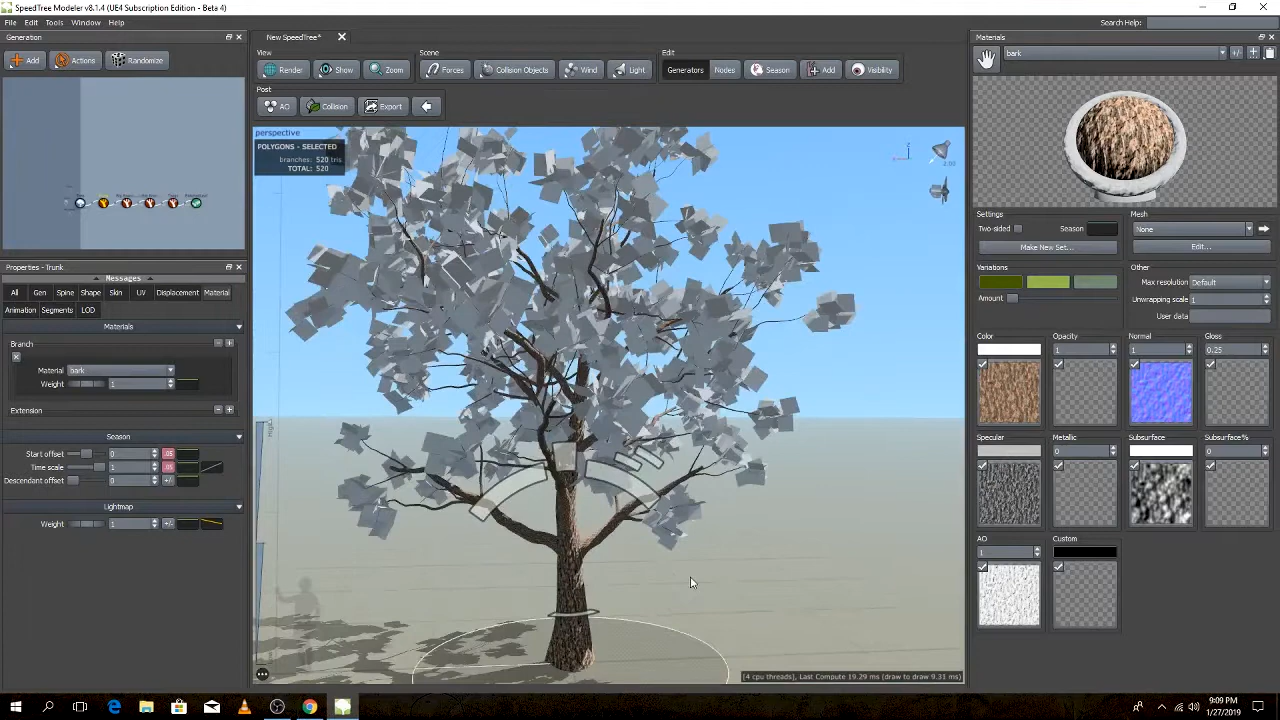 SpeedTree Modeler v8.1.4 (UE4 Subscription Edition - Beta 4)
File Edit Tools Window Help
Search Help:
Generation
New SpeedTree*
Materials
Add
Actions
Randomize
View
Scene
Edit
bark
Render
Show
Zoom
Forces
Collision Objects
Wind
Light
Generators
Nodes
Season
Add
Visibility
Post
AO
Collision
Export
perspective
POLYGONS - SELECTED
branches: 520 tris
TOTAL: 520
2.00
Settings
Mesh
Two-sided
Season
None
Make New Set...
Edit...
Properties - Trunk
Messages
All Gen Spine Shape Skin UV Displacement Material
Animation Segments LOD
Variations
Other
Max resolution Default
Amount
Unwrapping scale 1
User data
Materials
Branch
Material bark
Weight 1
Extension
Color
Opacity
Normal
Gloss
1
1
0.25
Season
Start offset 0 .05
Time scale 1 .05
Descendant offset 0 +/-
Specular
Metallic
Subsurface
Subsurface%
0
0
Lightmap
Weight 1 +/-
AO
Custom
1
[4 cpu threads], Last Compute 19.29 ms (draw to draw 9.31 ms)
9:09 PM
1/27/2019